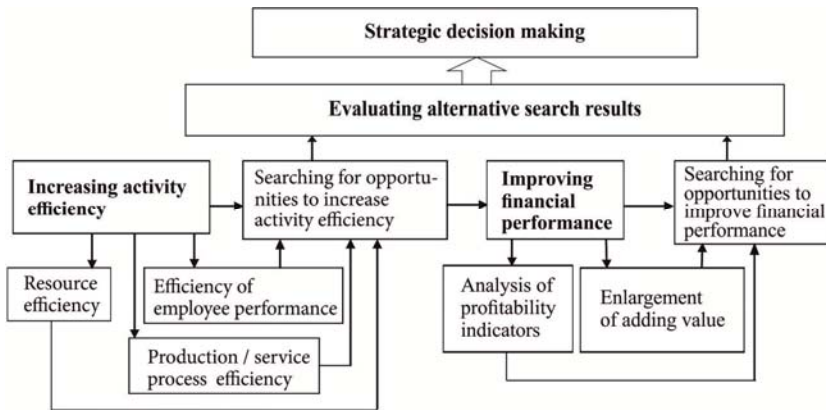 Strategic decision making
Evaluating alternative search results
Increasing activity
efficiency
Searching for opportu-
nities to increase
activity efficiency
Improving
financial
performance
Searching for
opportunities to
improve financial
performance
Resource
efficiency
Efficiency of
employee performance
Production / service
process efficiency
Analysis of
profitability
indicators
Enlargement
of adding value